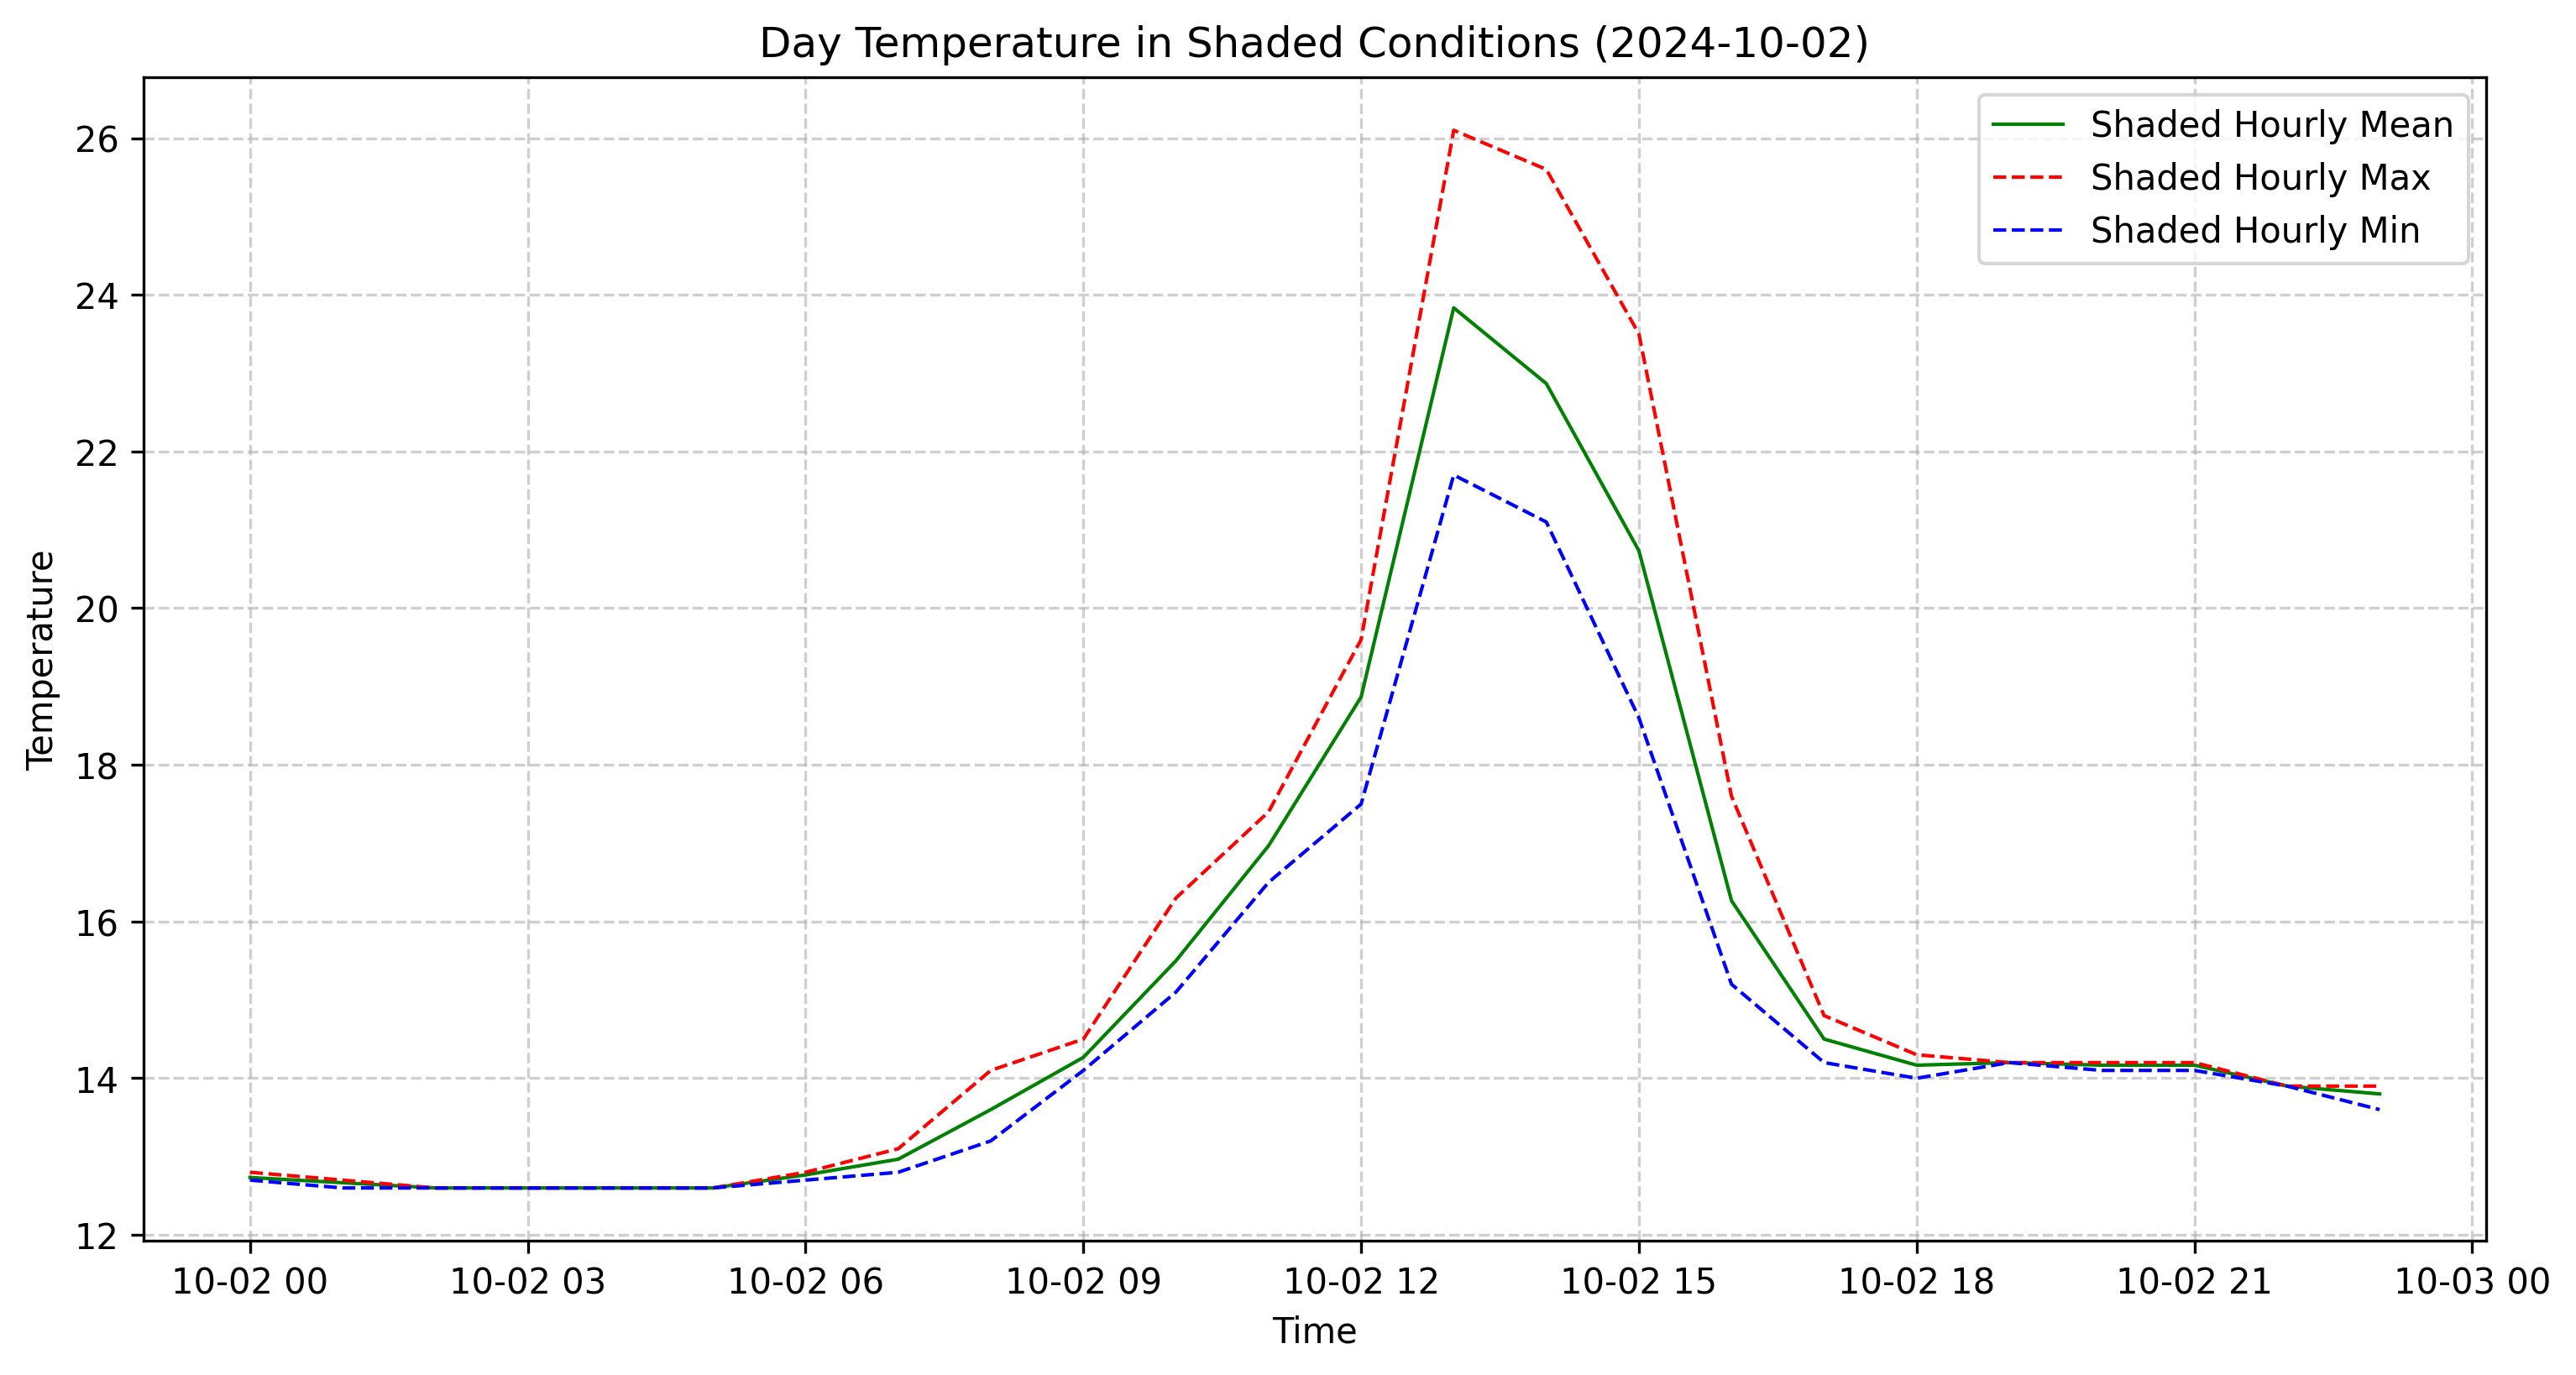 Day Temperature in Shaded Conditions (2024-10-02)
Shaded Hourly Mean
Shaded Hourly Max
Shaded Hourly Min
Temperature
26
24
22
20
18
16
14
12
10-02 00
10-02 03
10-02 06
10-02 09
10-02 12
10-02 15
10-02 18
10-02 21
10-03 00
Time